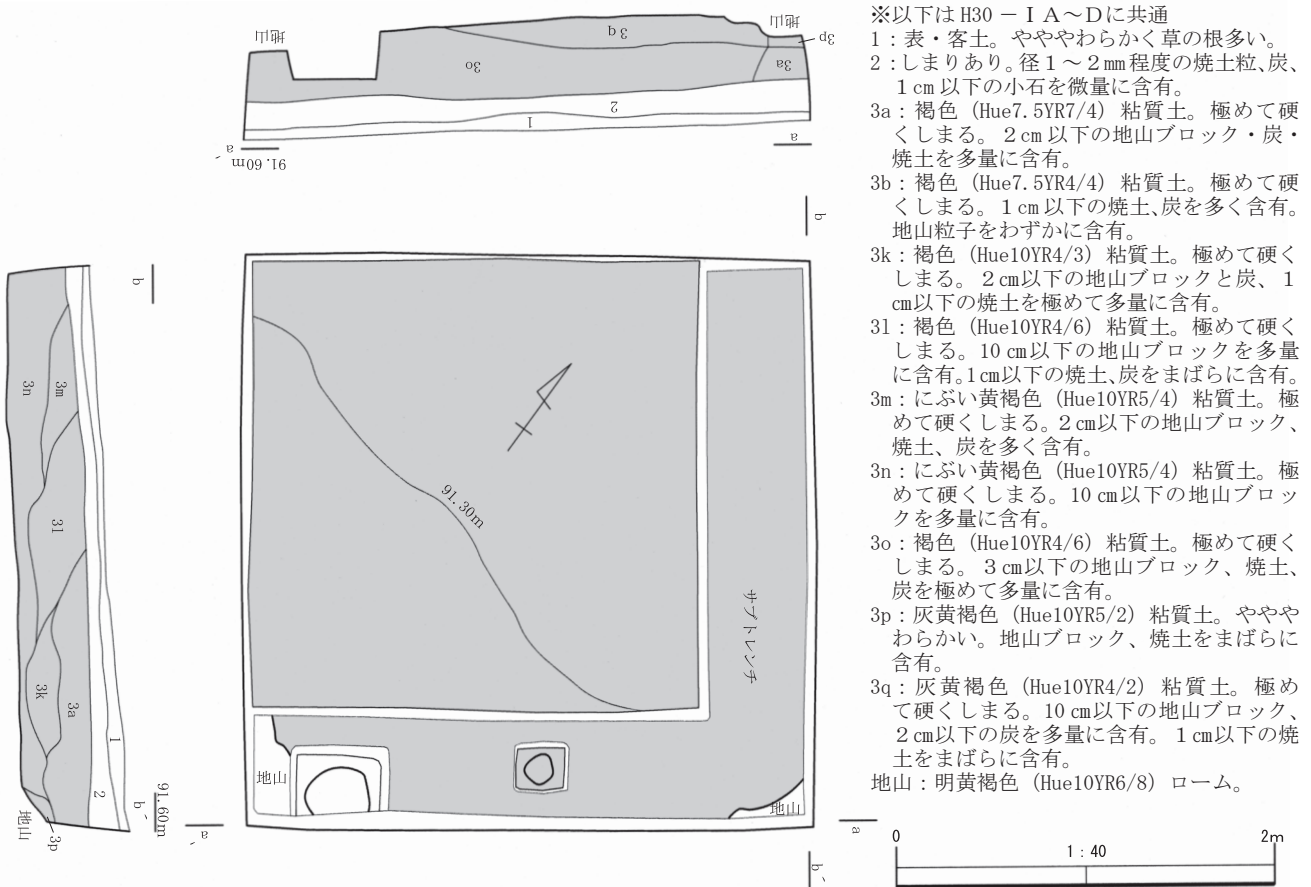 地山
3q
地山
3p
3o
3a
2
1
a′
91.60m
a
b
b
3n
3m
3l
3k
3a
1
2
地山
3p
b′
91.60m
91.30m
サブトレンチ
地山
地山
a′
a
b′
※以下は H30 － Ⅰ A～D に共通
1：表・客土。やややわらかく草の根多い。
2：しまりあり。径１～２mm 程度の焼土粒、炭、
1cm 以下の小石を微量に含有。
3a：褐色（Hue7.5YR7/4）粘質土。極めて硬
くしまる。２cm 以下の地山ブロック・炭・
焼土を多量に含有。
3b：褐色（Hue7.5YR4/4）粘質土。極めて硬
くしまる。１cm 以下の焼土、炭を多く含有。
地山粒子をわずかに含有。
3k：褐色（Hue10YR4/3）粘質土。極めて硬く
しまる。２cm以下の地山ブロックと炭、１
cm以下の焼土を極めて多量に含有。
3l：褐色（Hue10YR4/6）粘質土。極めて硬く
しまる。10 cm以下の地山ブロックを多量
に含有。1cm以下の焼土、炭をまばらに含有。
3m：にぶい黄褐色（Hue10YR5/4）粘質土。極
めて硬くしまる。２cm以下の地山ブロック、
焼土、炭を多く含有。
3n：にぶい黄褐色（Hue10YR5/4）粘質土。極
めて硬くしまる。10 cm以下の地山ブロッ
クを多量に含有。
3o：褐色（Hue10YR4/6）粘質土。極めて硬く
しまる。３cm以下の地山ブロック、焼土、
炭を極めて多量に含有。
3p：灰黄褐色（Hue10YR5/2）粘質土。ややや
わらかい。地山ブロック、焼土をまばらに
含有。
3q：灰黄褐色（Hue10YR4/2）粘質土。極め
て硬くしまる。10 cm以下の地山ブロック、
２cm以下の炭を多量に含有。１cm以下の焼
土をまばらに含有。
地山：明黄褐色（Hue10YR6/8）ローム。
0
2m
1：40